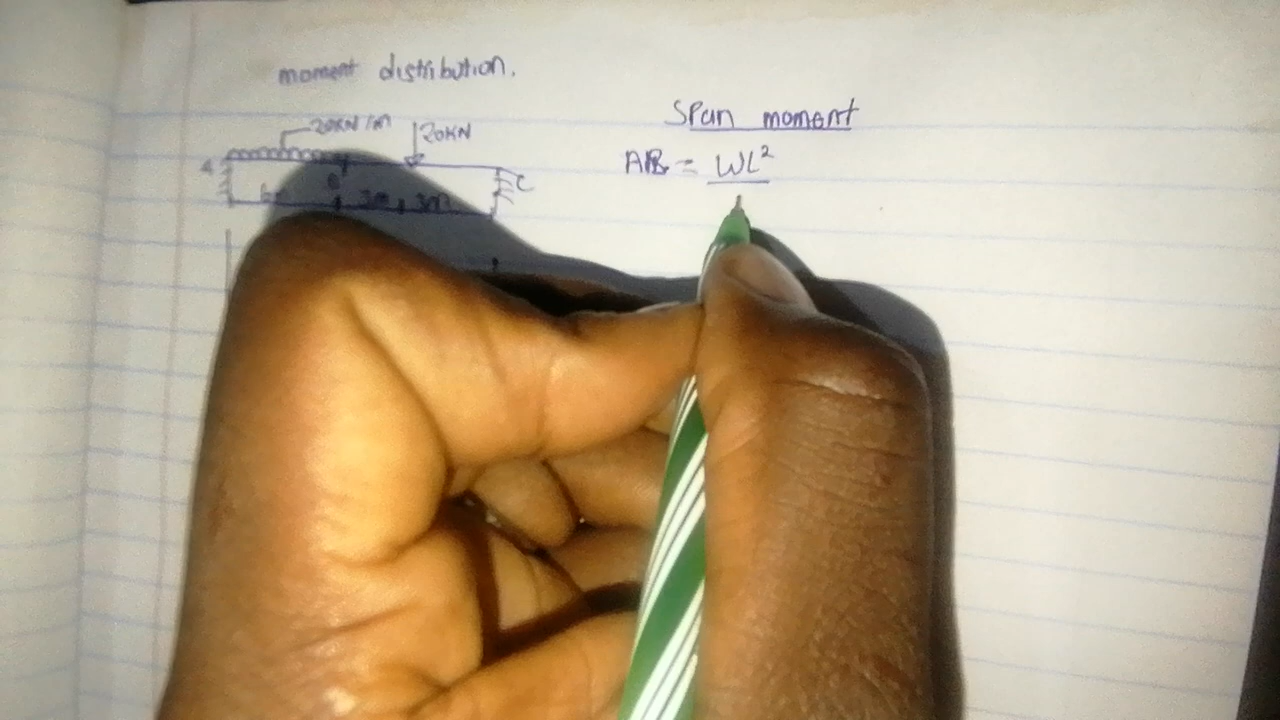 moment distribution.
20KN/m
20KN
A
B
C
3m
3m
Span moment
AB = WL²